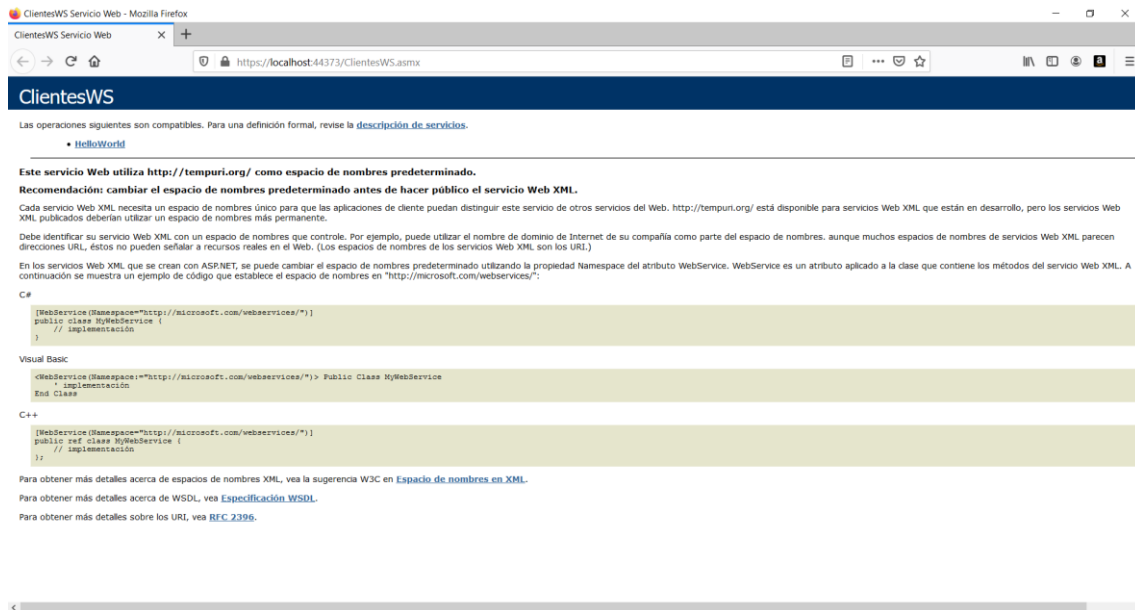 ClientesWS Servicio Web - Mozilla Firefox
ClientesWS Servicio Web
https://localhost:44373/ClientesWS.asmx
ClientesWS
Las operaciones siguientes son compatibles. Para una definición formal, revise la descripción de servicios.
• HelloWorld
Este servicio Web utiliza http://tempuri.org/ como espacio de nombres predeterminado.
Recomendación: cambiar el espacio de nombres predeterminado antes de hacer público el servicio Web XML.
Cada servicio Web XML necesita un espacio de nombres único para que las aplicaciones de cliente puedan distinguir este servicio de otros servicios del Web. http://tempuri.org/ está disponible para servicios Web XML que están en desarrollo, pero los servicios Web
XML publicados deberían utilizar un espacio de nombres más permanente.
Debe identificar su servicio Web XML con un espacio de nombres que controle. Por ejemplo, puede utilizar el nombre de dominio de Internet de su compañía como parte del espacio de nombres. aunque muchos espacios de nombres de servicios Web XML parecen
direcciones URL, éstos no pueden señalar a recursos reales en el Web. (Los espacios de nombres de los servicios Web XML son los URI.)
En los servicios Web XML que se crean con ASP.NET, se puede cambiar el espacio de nombres predeterminado utilizando la propiedad Namespace del atributo WebService. WebService es un atributo aplicado a la clase que contiene los métodos del servicio Web XML. A
continuación se muestra un ejemplo de código que establece el espacio de nombres en "http://microsoft.com/webservices/":
C#
[WebService(Namespace="http://microsoft.com/webservices/")]
public class MyWebService {
// implementación
}
Visual Basic
<WebService(Namespace:="http://microsoft.com/webservices/")> Public Class MyWebService
' implementación
End Class
C++
[WebService(Namespace="http://microsoft.com/webservices/")]
public ref class MyWebService {
// implementación
};
Para obtener más detalles acerca de espacios de nombres XML, vea la sugerencia W3C en Espacio de nombres en XML.
Para obtener más detalles acerca de WSDL, vea Especificación WSDL.
Para obtener más detalles sobre los URI, vea RFC 2396.